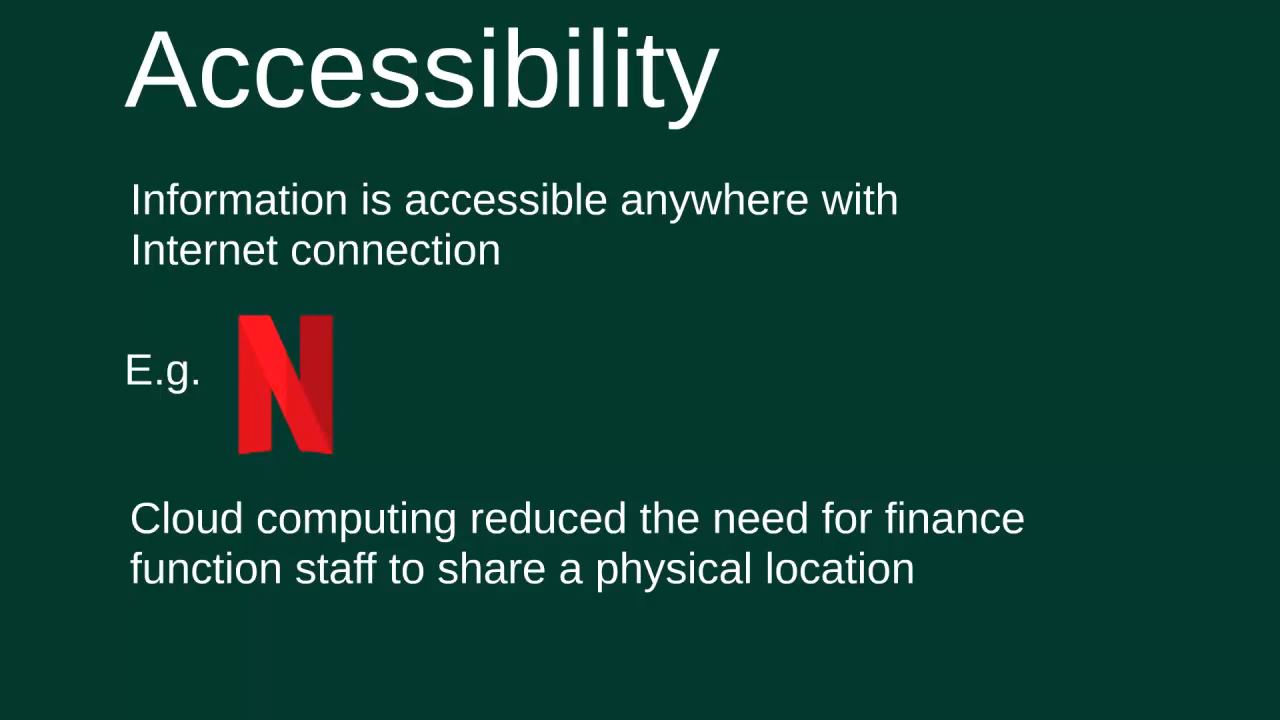 Accessibility
Information is accessible anywhere with
Internet connection
E.g.
N
Cloud computing reduced the need for finance
function staff to share a physical location